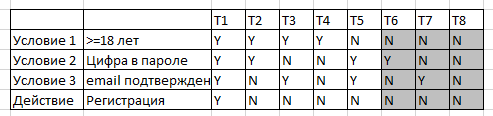 T1 T2 T3 T4 T5 T6 T7 T8
Условие 1 >=18 лет Y Y Y Y N N N N
Условие 2 Цифра в пароле Y Y N N Y Y N N
Условие 3 email подтвержден Y N Y N Y N Y N
Действие Регистрация Y N N N N N N N